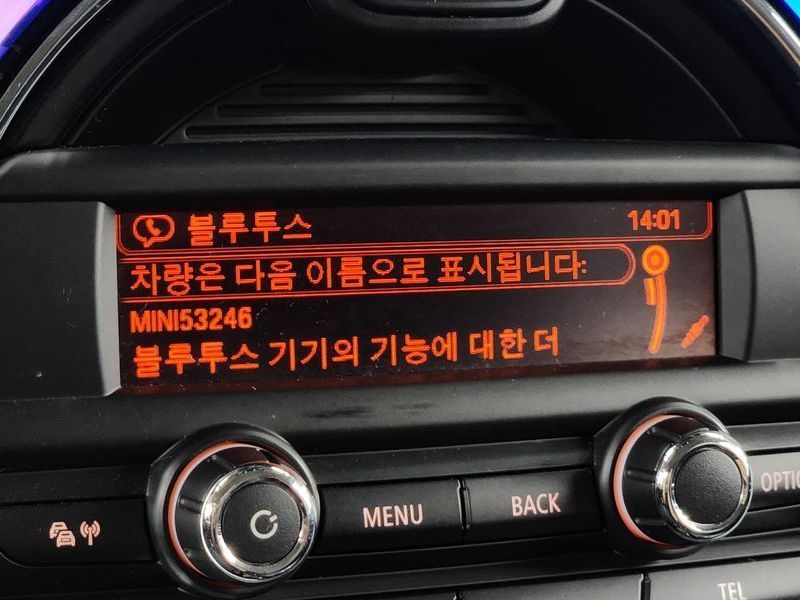 블루투스 14:01
차량은 다음 이름으로 표시됩니다:
MINI53246
블루투스 기기의 기능에 대한 더
MENU BACK OPTIO
TEL